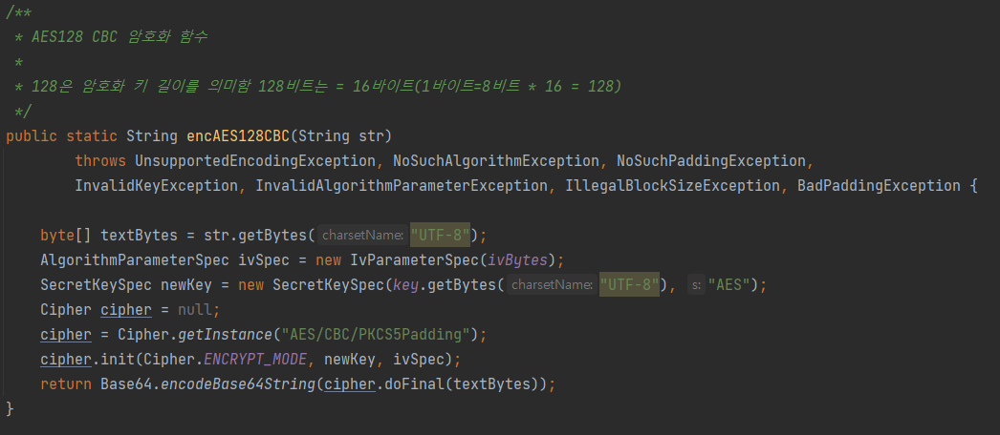 /**
 * AES128 CBC 암호화 함수
 *
 * 128은 암호화 키 길이를 의미함 128비트는 = 16바이트(1바이트=8비트 * 16 = 128)
 */
public static String encAES128CBC(String str)
        throws UnsupportedEncodingException, NoSuchAlgorithmException, NoSuchPaddingException,
        InvalidKeyException, InvalidAlgorithmParameterException, IllegalBlockSizeException, BadPaddingException {
    byte[] textBytes = str.getBytes( charsetName: "UTF-8");
    AlgorithmParameterSpec ivSpec = new IvParameterSpec(ivBytes);
    SecretKeySpec newKey = new SecretKeySpec(key.getBytes( charsetName: "UTF-8"), s: "AES");
    Cipher cipher = null;
    cipher = Cipher.getInstance("AES/CBC/PKCS5Padding");
    cipher.init(Cipher.ENCRYPT_MODE, newKey, ivSpec);
    return Base64.encodeBase64String(cipher.doFinal(textBytes));
}